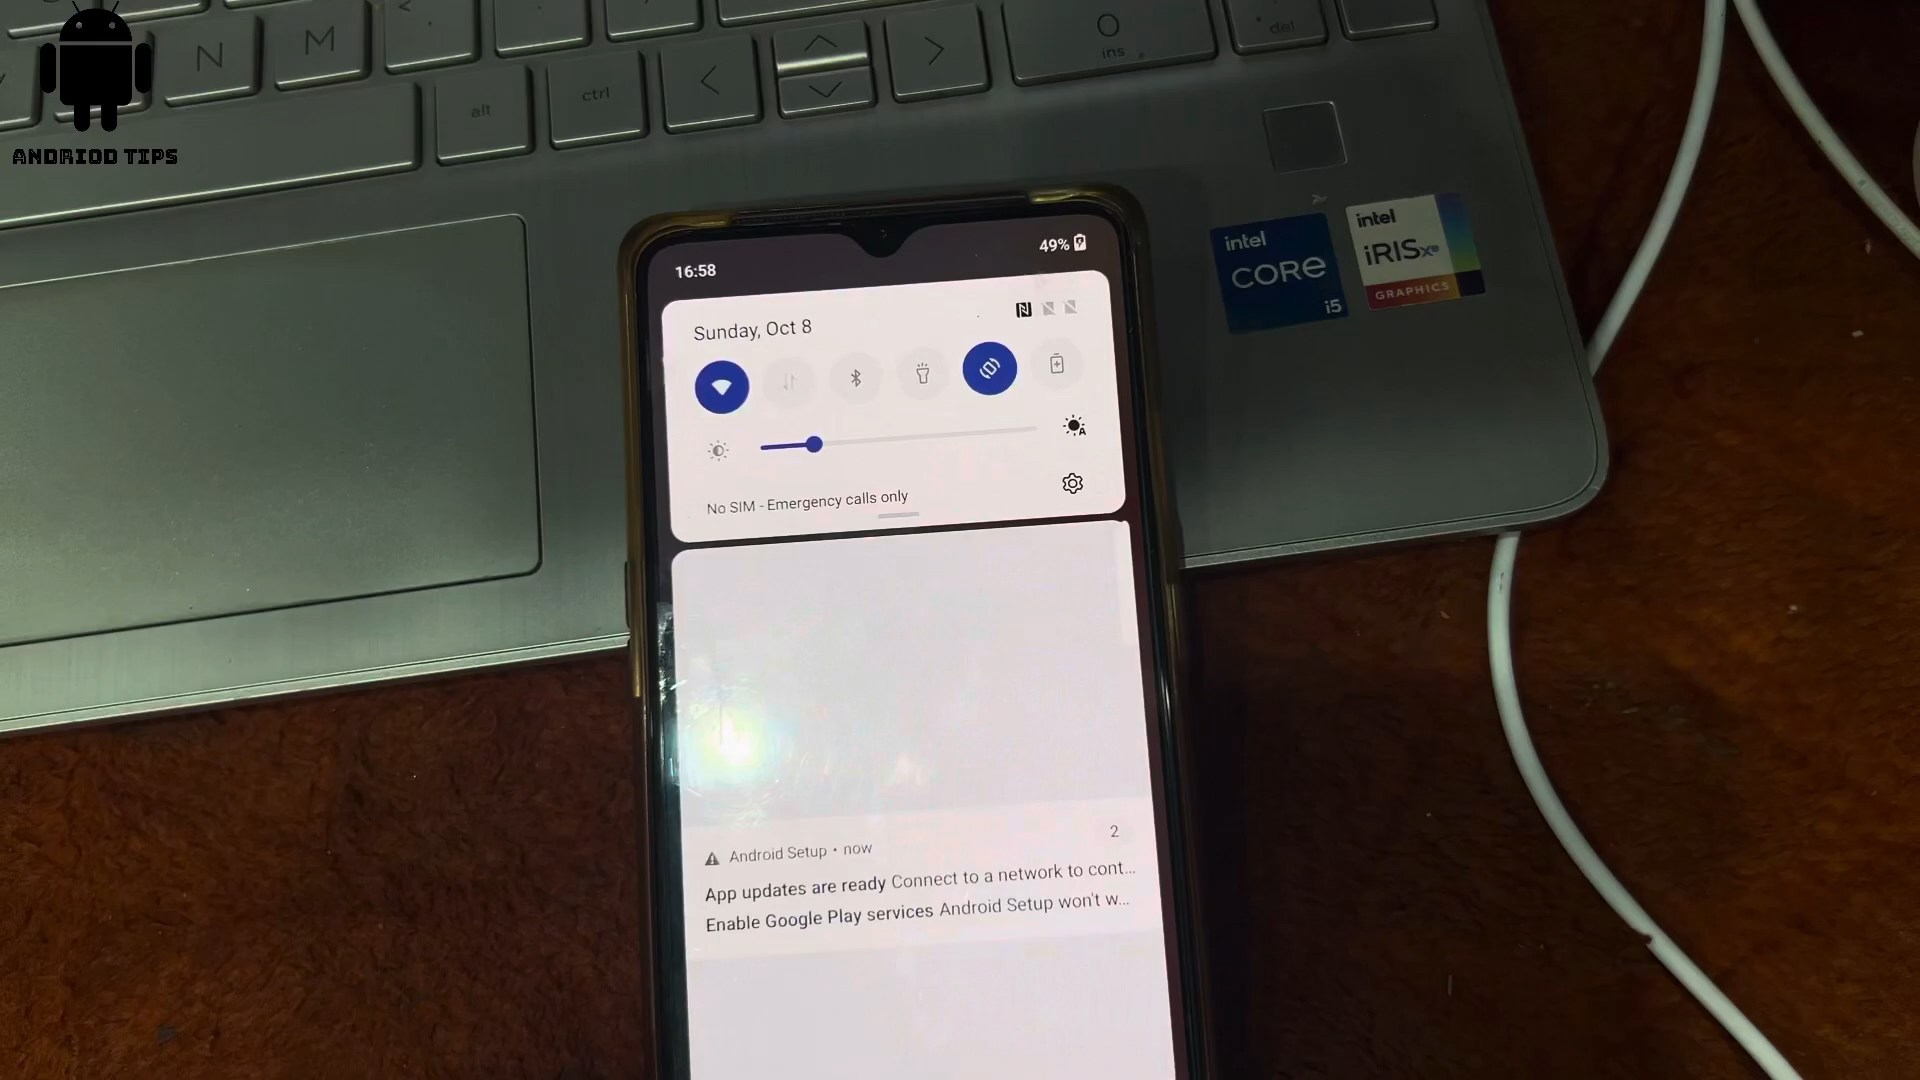 N
M
alt
ctrl
O
ins
del
ANDRIOD TIPS
intel
CORe
i5
intel
iRISxe
GRAPHICS
16:58
49%
Sunday, Oct 8
No SIM - Emergency calls only
Android Setup • now
2
App updates are ready Connect to a network to cont...
Enable Google Play services Android Setup won't w...